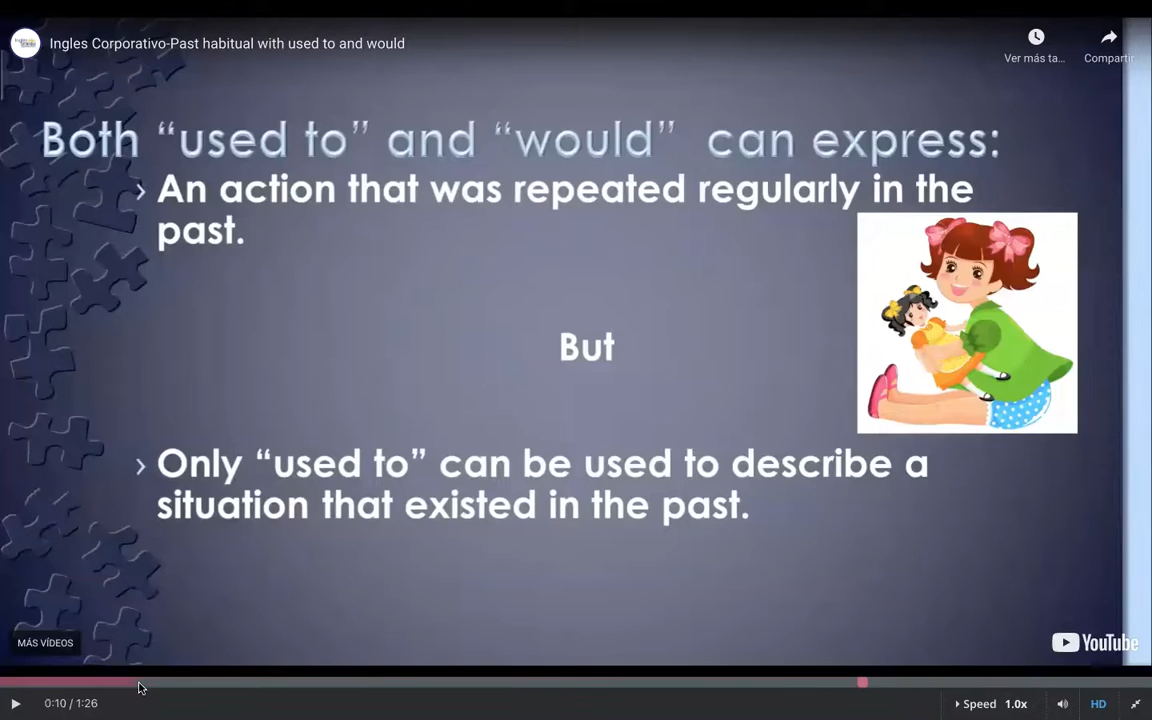 Ingles Corporativo-Past habitual with used to and would
Ver más ta...
Compartir
Both “used to” and “would” can express:
› An action that was repeated regularly in the
past.
But
› Only “used to” can be used to describe a
situation that existed in the past.
MÁS VÍDEOS
YouTube
0:10 / 1:26
Speed 1.0x
HD